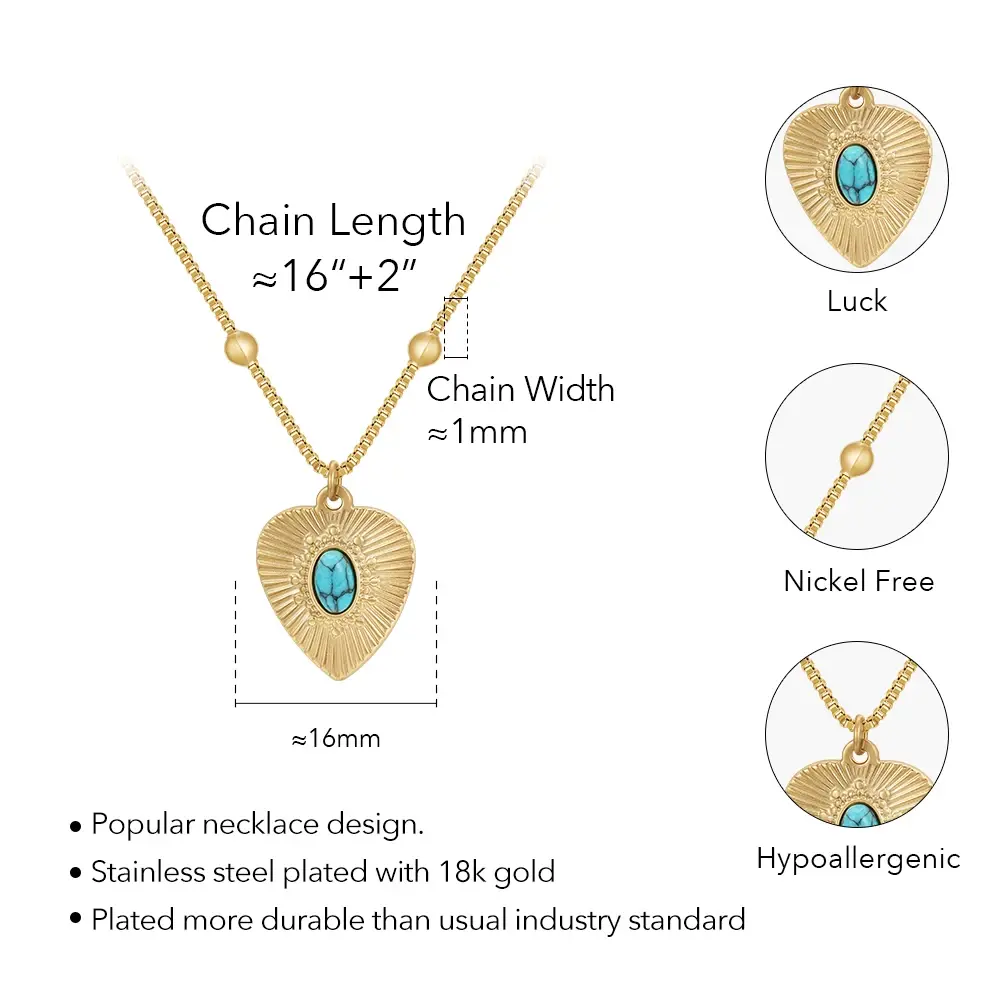 Chain Length
≈16“+2”
Chain Width
≈1mm
≈16mm
Luck
Nickel Free
Hypoallergenic
• Popular necklace design.
• Stainless steel plated with 18k gold
• Plated more durable than usual industry standard